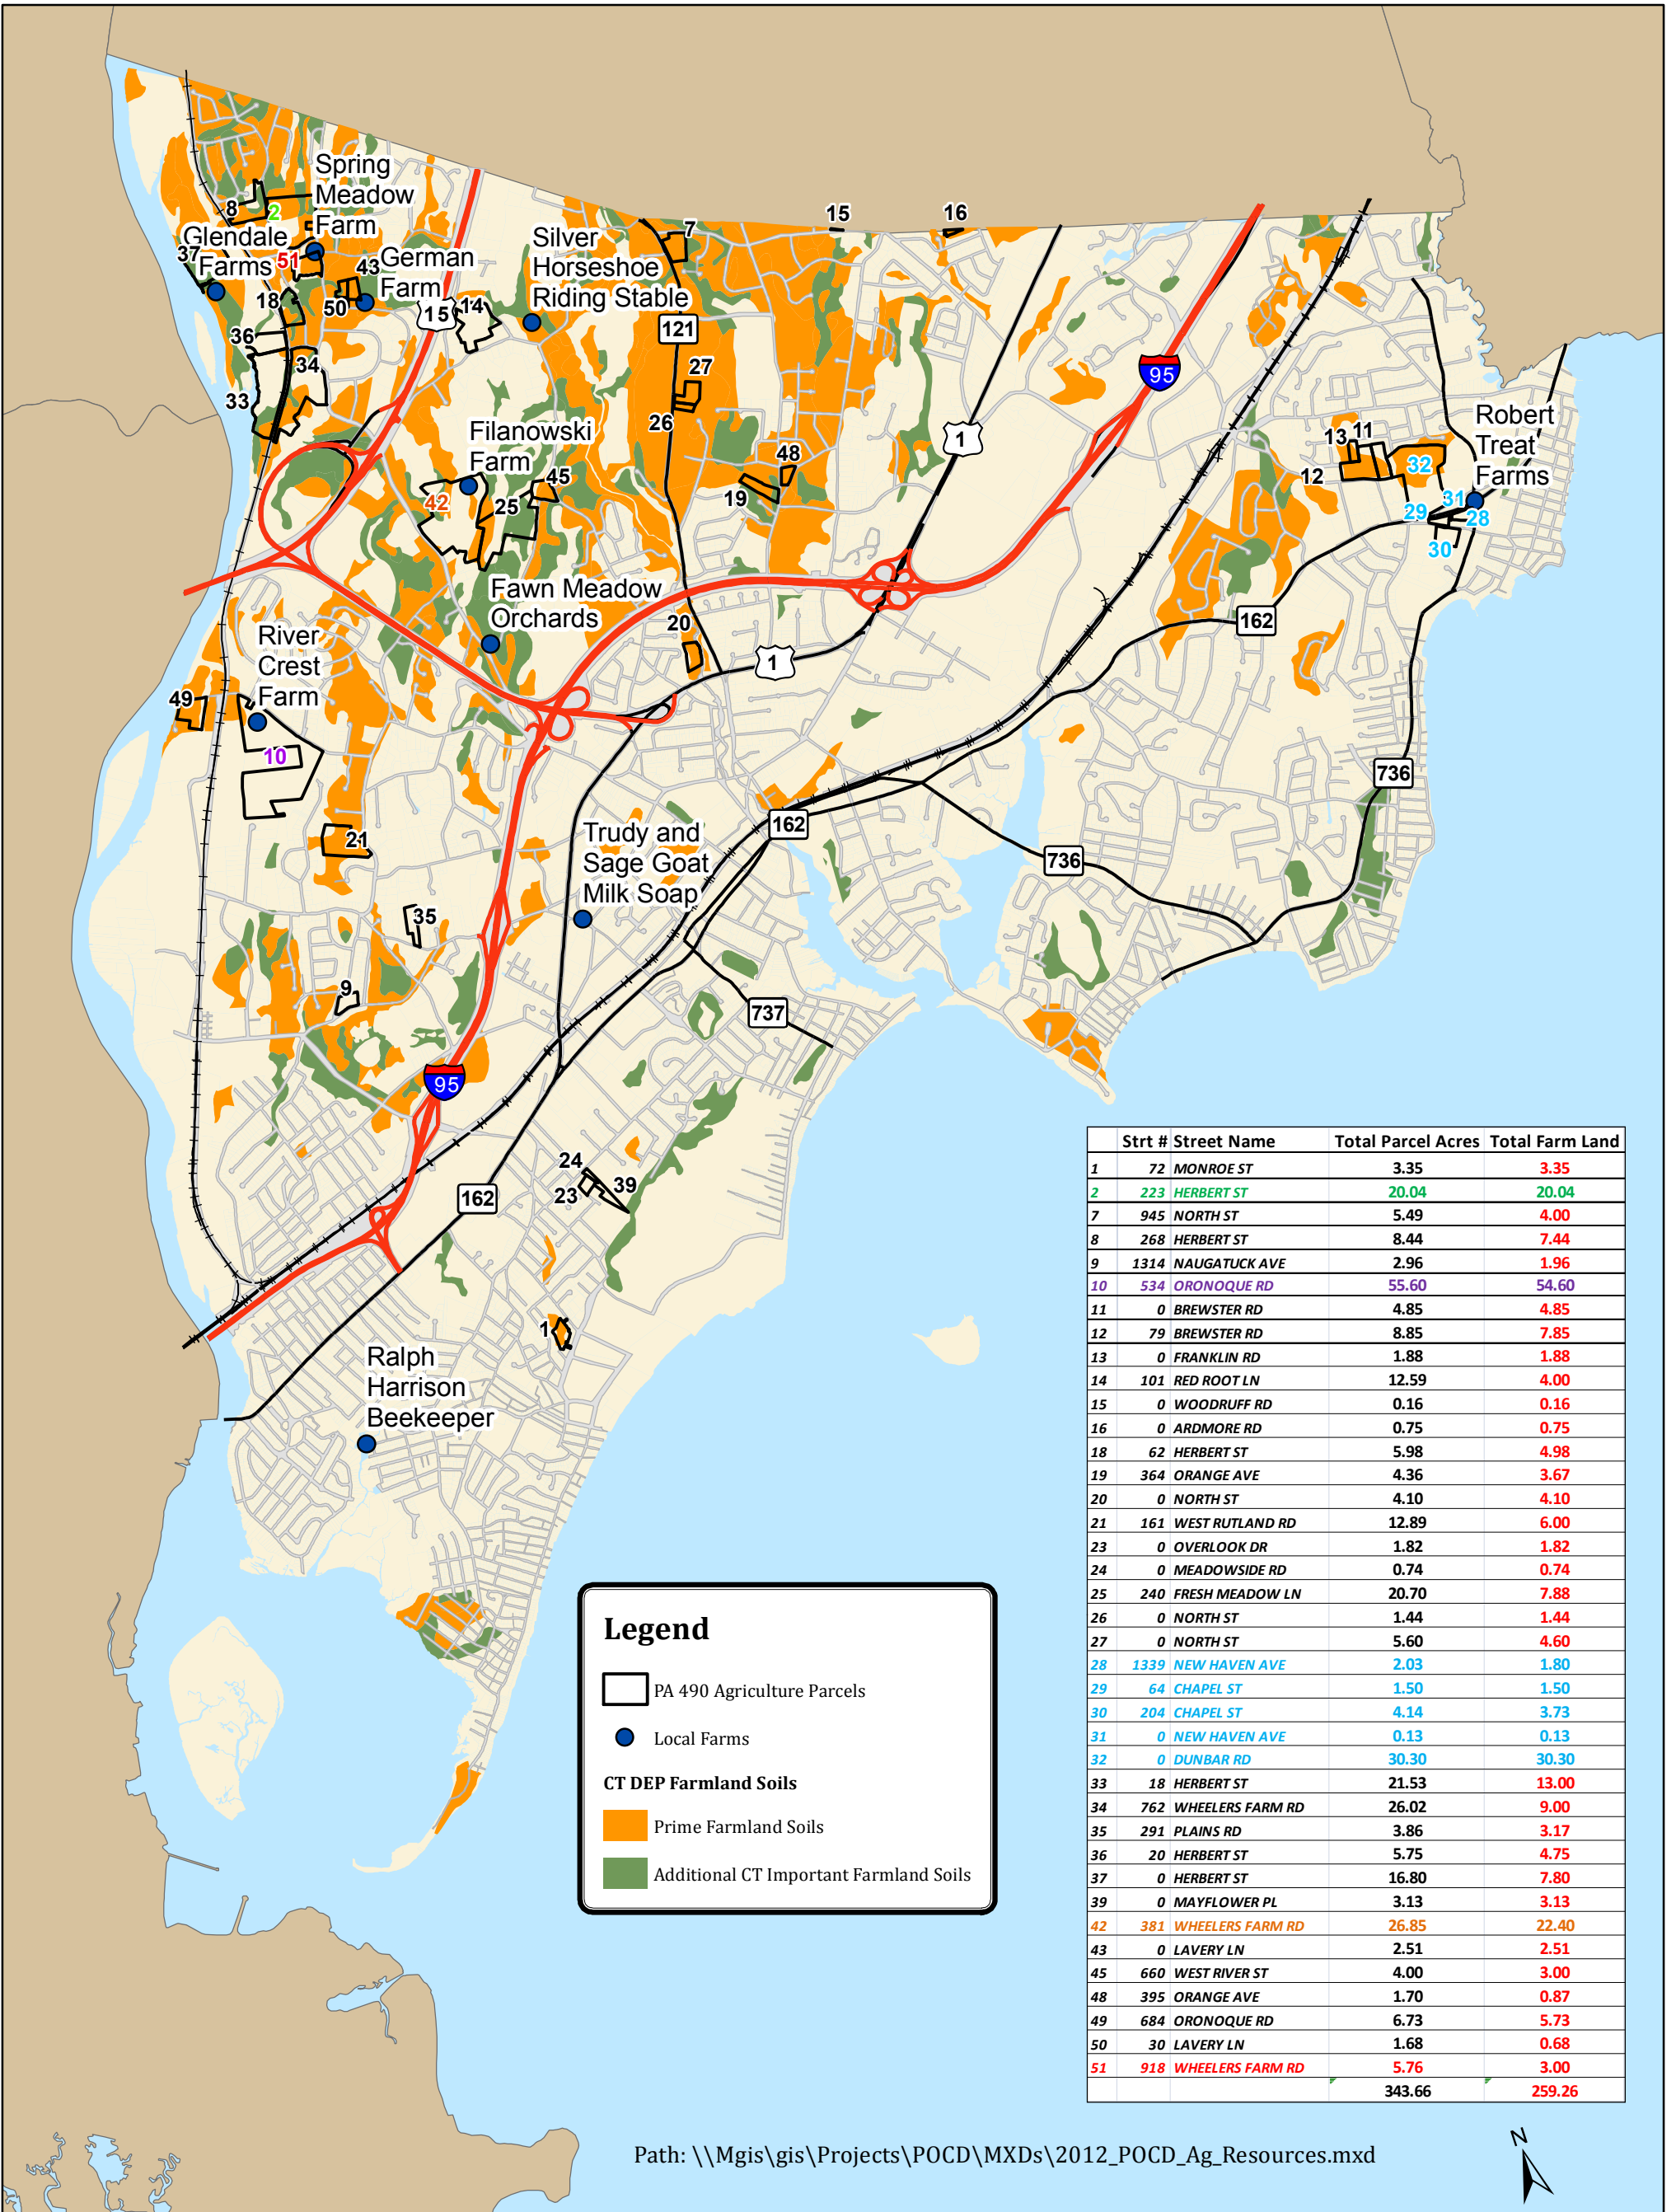 Spring
Meadow
Farm
8
2
Glendale
Farms
37
51
43
German
Farm
18
50
15
14
Silver
Horseshoe
Riding Stable
7
15
16
121
36
34
33
27
26
95
1
Filanowski
Farm
42
25
45
48
19
Robert
Treat
Farms
13
11
12
32
31
29
28
30
Fawn Meadow
Orchards
20
1
162
River
Crest
Farm
49
10
21
736
162
736
Trudy and
Sage Goat
Milk Soap
35
9
737
95
24
23
39
162
1
Ralph
Harrison
Beekeeper
Strt # Street Name Total Parcel Acres Total Farm Land
1 72 MONROE ST 3.35 3.35
2 223 HERBERT ST 20.04 20.04
7 945 NORTH ST 5.49 4.00
8 268 HERBERT ST 8.44 7.44
9 1314 NAUGATUCK AVE 2.96 1.96
10 534 ORONOQUE RD 55.60 54.60
11 0 BREWSTER RD 4.85 4.85
12 79 BREWSTER RD 8.85 7.85
13 0 FRANKLIN RD 1.88 1.88
14 101 RED ROOT LN 12.59 4.00
15 0 WOODRUFF RD 0.16 0.16
16 0 ARDMORE RD 0.75 0.75
18 62 HERBERT ST 5.98 4.98
19 364 ORANGE AVE 4.36 3.67
20 0 NORTH ST 4.10 4.10
21 161 WEST RUTLAND RD 12.89 6.00
23 0 OVERLOOK DR 1.82 1.82
24 0 MEADOWSIDE RD 0.74 0.74
25 240 FRESH MEADOW LN 20.70 7.88
26 0 NORTH ST 1.44 1.44
27 0 NORTH ST 5.60 4.60
28 1339 NEW HAVEN AVE 2.03 1.80
29 64 CHAPEL ST 1.50 1.50
30 204 CHAPEL ST 4.14 3.73
31 0 NEW HAVEN AVE 0.13 0.13
32 0 DUNBAR RD 30.30 30.30
33 18 HERBERT ST 21.53 13.00
34 762 WHEELERS FARM RD 26.02 9.00
35 291 PLAINS RD 3.86 3.17
36 20 HERBERT ST 5.75 4.75
37 0 HERBERT ST 16.80 7.80
39 0 MAYFLOWER PL 3.13 3.13
42 381 WHEELERS FARM RD 26.85 22.40
43 0 LAVERY LN 2.51 2.51
45 660 WEST RIVER ST 4.00 3.00
48 395 ORANGE AVE 1.70 0.87
49 684 ORONOQUE RD 6.73 5.73
50 30 LAVERY LN 1.68 0.68
51 918 WHEELERS FARM RD 5.76 3.00
343.66 259.26
Legend
PA 490 Agriculture Parcels
Local Farms
CT DEP Farmland Soils
Prime Farmland Soils
Additional CT Important Farmland Soils
Path: \\Mgis\gis\Projects\POCD\MXDs\2012_POCD_Ag_Resources.mxd
N